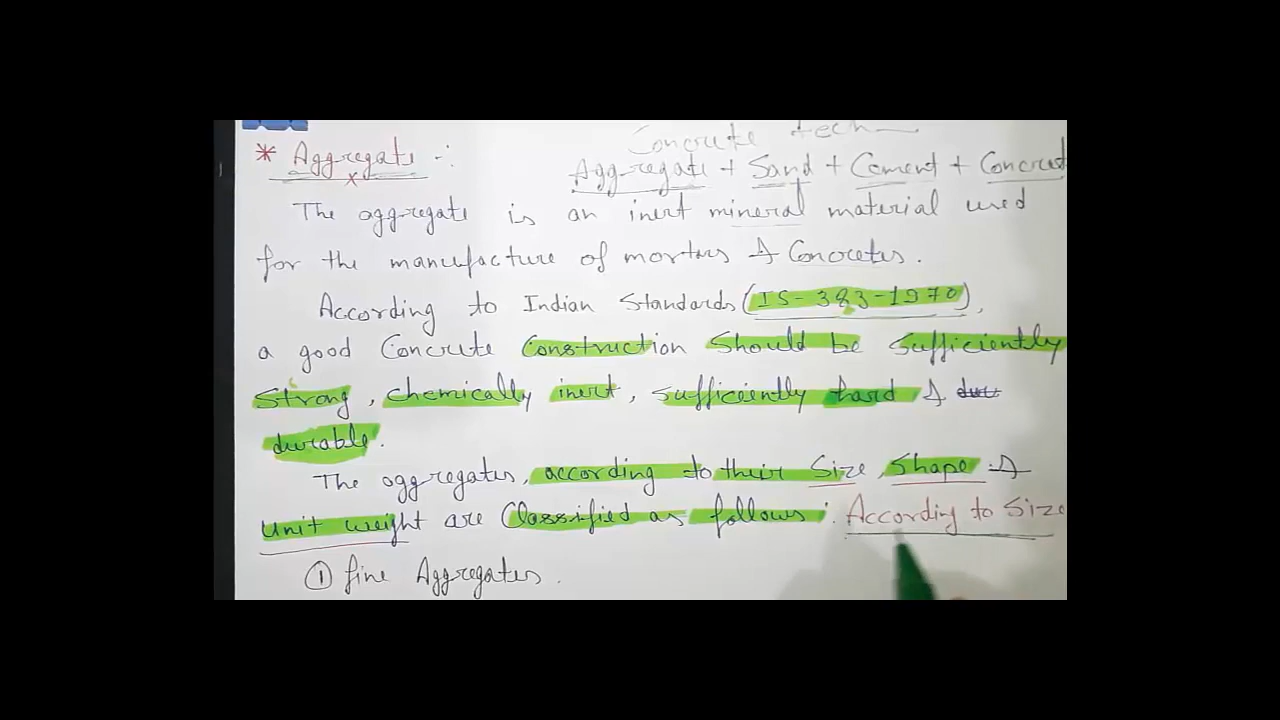 Concrete tech
* Aggregate -:
Aggregate + Sand + Cement + Concret
The aggregate is an inert mineral material used
for the manufacture of mortars & Concretes.
According to Indian Standards (IS-383-1970),
a good Concrete Construction Should be Sufficiently
Strong, chemically inert, sufficiently hard &
durable.
The aggregates, according to their Size, Shape &
Unit weight are Classified as follows: According to Size
① fine Aggregates.